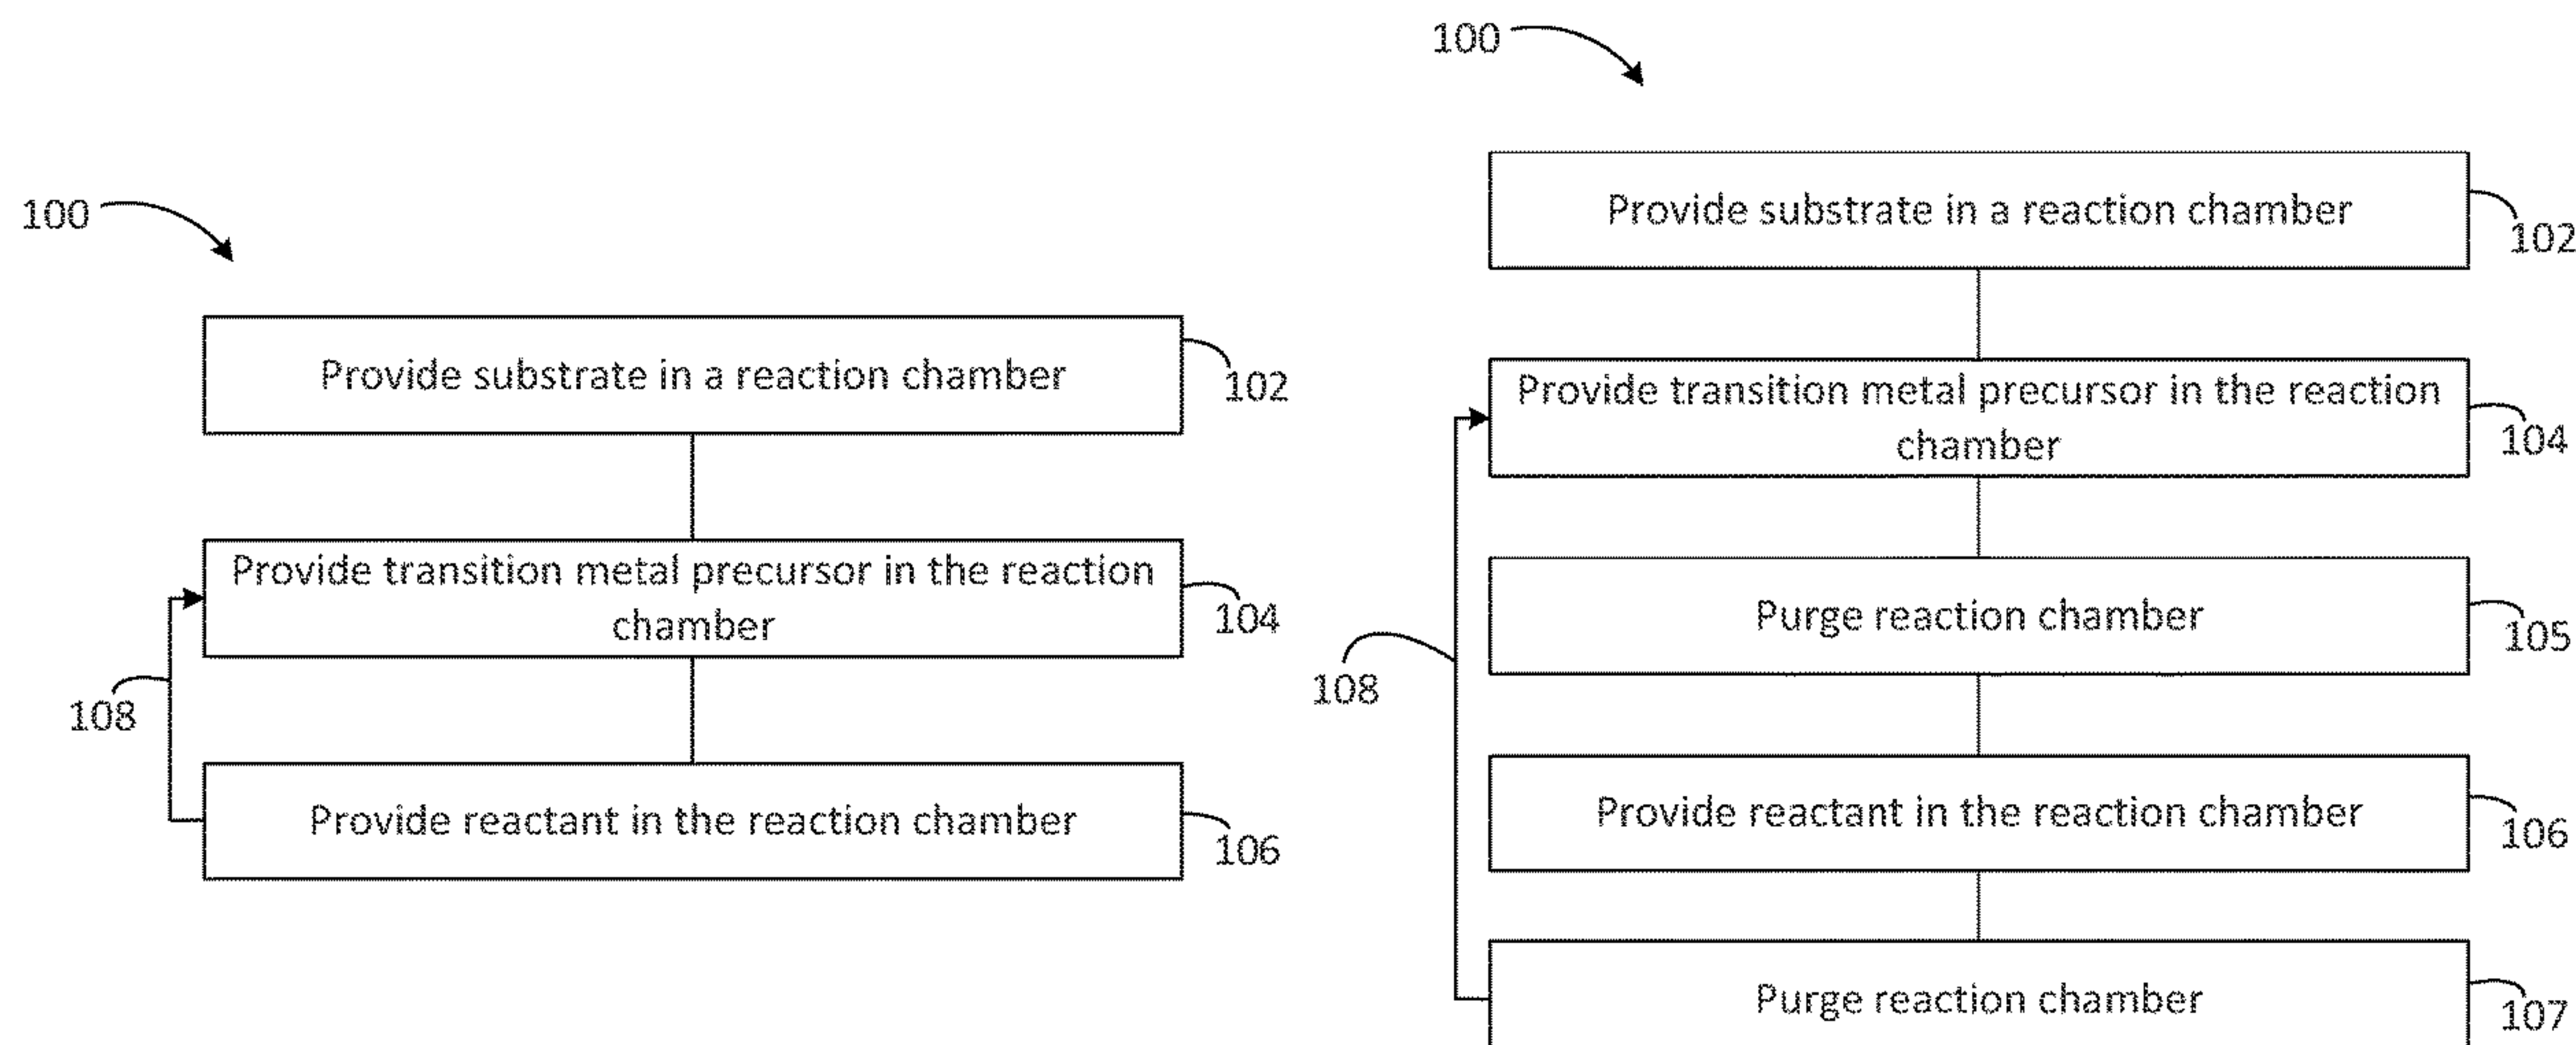 100
Provide substrate in a reaction chamber
102
Provide transition metal precursor in the reaction
chamber
104
108
Provide reactant in the reaction chamber
106
100
Provide substrate in a reaction chamber
102
Provide transition metal precursor in the reaction
chamber
104
Purge reaction chamber
105
108
Provide reactant in the reaction chamber
106
Purge reaction chamber
107